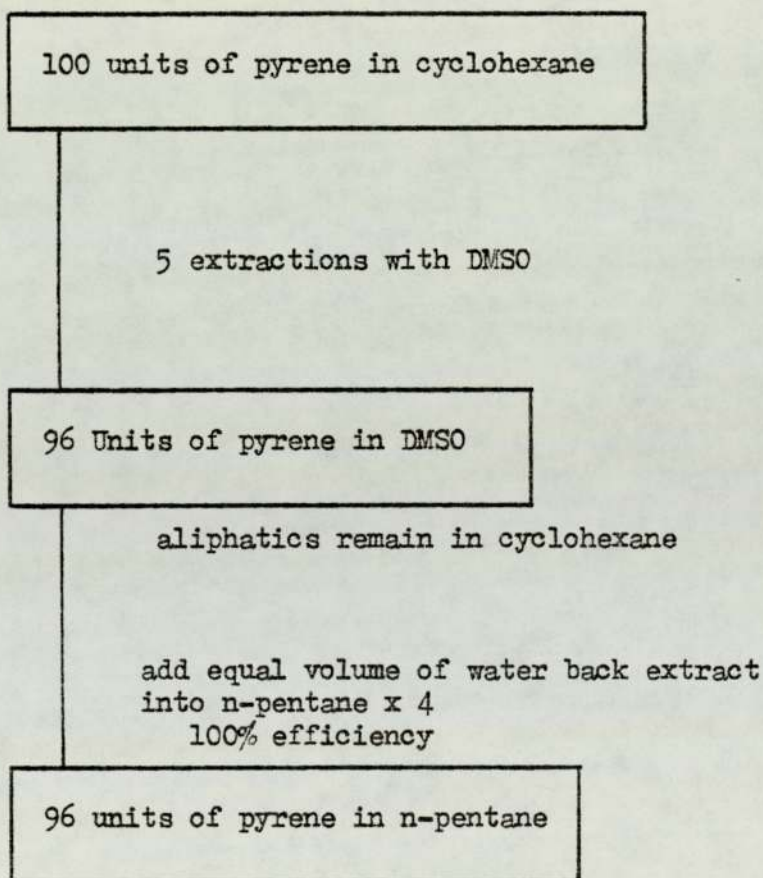 100 units of pyrene in cyclohexane
5 extractions with DMSO
96 Units of pyrene in DMSO
aliphatics remain in cyclohexane
add equal volume of water back extract
into n-pentane x 4
100% efficiency
96 units of pyrene in n-pentane